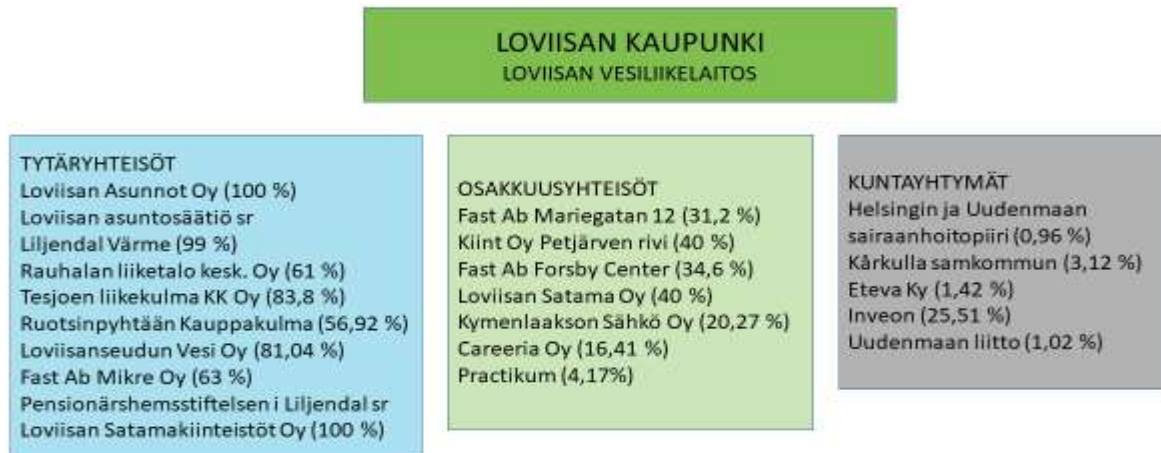 LOVIISAN KAUPUNKI
LOVIISAN VESILIIKELAITOS
TYTÄRYHTEISÖT
Loviisan Asunnot Oy (100 %)
Loviisan asuntosäätiö sr
Liljendal Värme (99 %)
Rauhalan liiketalo kesk. Oy (61 %)
Tesjoen liikekulma KK Oy (83,8 %)
Ruotsinpyhtään Kauppakulma (56,92 %)
Loviisanseudun Vesi Oy (81,04 %)
Fast Ab Mikre Oy (63 %)
Pensionärshemsstiftelsen i Liljendal sr
Loviisan Satamakiinteistöt Oy (100 %)
OSAKKUUSYHTEISÖT
Fast Ab Mariegatan 12 (31,2 %)
Kiint Oy Petjärven rivi (40 %)
Fast Ab Forsby Center (34,6 %)
Loviisan Satama Oy (40 %)
Kymenlaakson Sähkö Oy (20,27 %)
Careeria Oy (16,41 %)
Practikum (4,17%)
KUNTAYHTYMÄT
Helsingin ja Uudenmaan
sairaanhoitopiiri (0,96 %)
Kårkulla samkommun (3,12 %)
Eteva Ky (1,42 %)
Inveon (25,51 %)
Uudenmaan liitto (1,02 %)